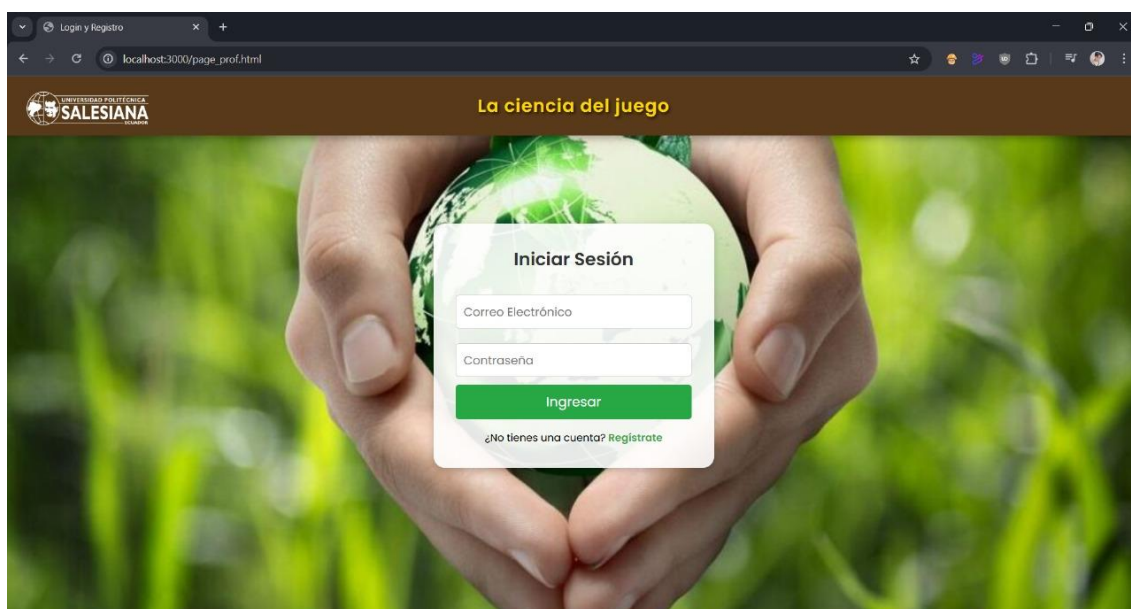 Login y Registro
localhost:3000/page_prof.html
UNIVERSIDAD POLITÉCNICA
SALESIANA
ECUADOR
La ciencia del juego
Iniciar Sesión
Correo Electrónico
Contraseña
Ingresar
¿No tienes una cuenta? Regístrate